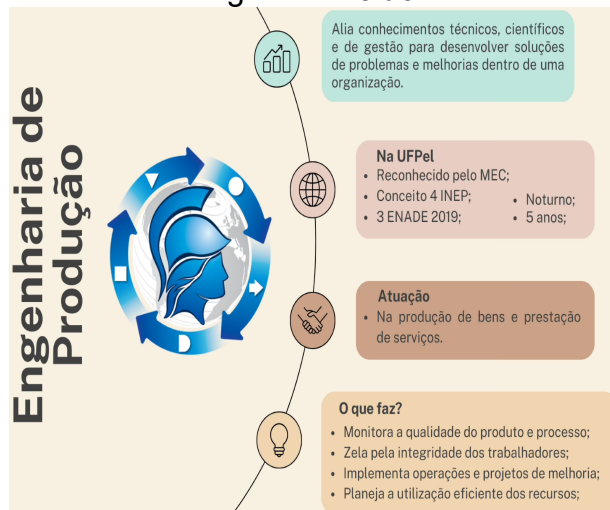 Engenharia de
Produção
Alia conhecimentos técnicos, científicos
e de gestão para desenvolver soluções
de problemas e melhorias dentro de uma
organização.
Na UFPel
• Reconhecido pelo MEC;
• Conceito 4 INEP;
• 3 ENADE 2019;
• Noturno;
• 5 anos;
Atuação
• Na produção de bens e prestação
de serviços.
O que faz?
• Monitora a qualidade do produto e processo;
• Zela pela integridade dos trabalhadores;
• Implementa operações e projetos de melhoria;
• Planeja a utilização eficiente dos recursos;